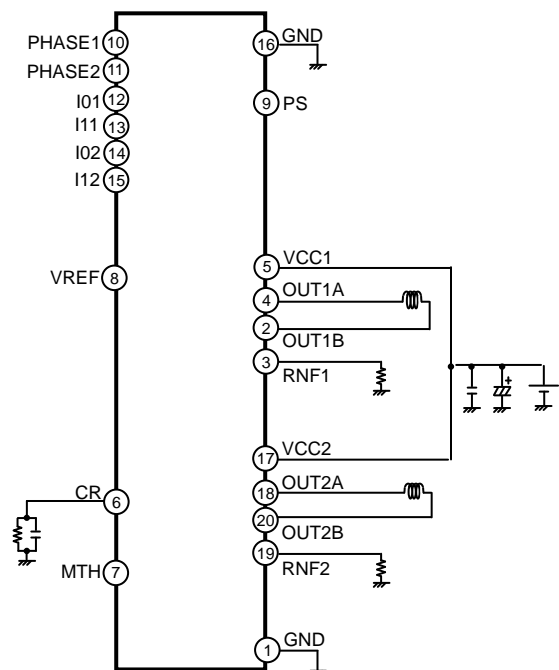 PHASE1 10
PHASE2 11
I01 12
I11 13
I02 14
I12 15
VREF 8
CR 6
MTH 7
16 GND
9 PS
5 VCC1
4 OUT1A
2 OUT1B
3 RNF1
+
17 VCC2
18 OUT2A
20 OUT2B
19 RNF2
1 GND